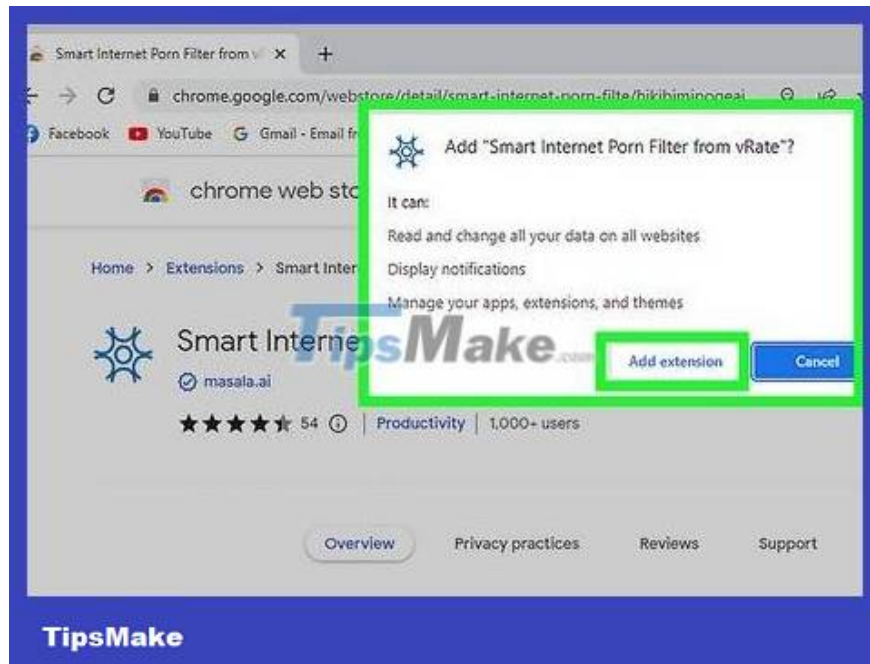 Smart Internet Porn Filter from v
chrome.google.com/webstore/detail/smart-internet-porn-filte/
Facebook YouTube Gmail - Email fr
Add "Smart Internet Porn Filter from vRate"?
chrome web sto
It can:
Read and change all your data on all websites
Home > Extensions > Smart Inter
Display notifications
Manage your apps, extensions, and themes
TipsMake.com
Smart Interne
Add extension Cancel
masala.ai
54 | Productivity | 1,000+ users
Overview Privacy practices Reviews Support
TipsMake